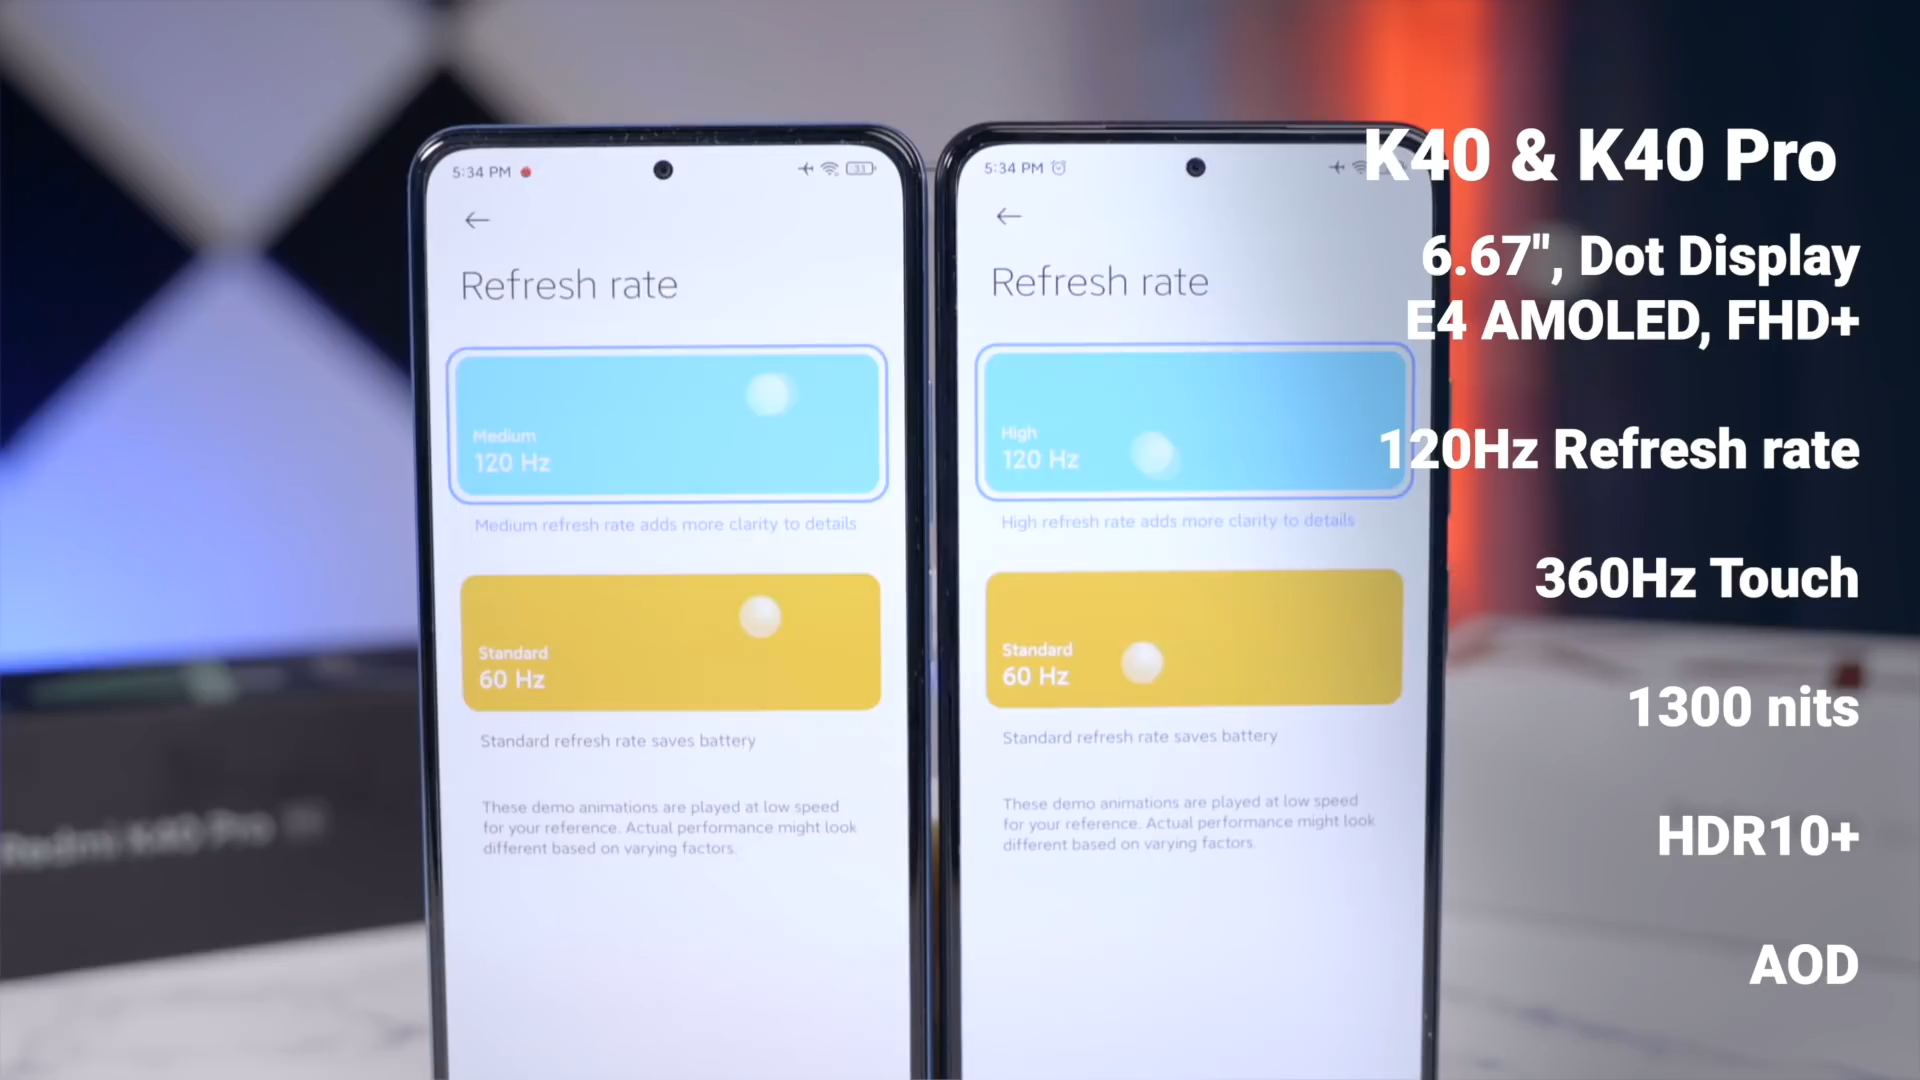 5:34 PM
33
Refresh rate
Medium
120 Hz
Medium refresh rate adds more clarity to details
Standard
60 Hz
Standard refresh rate saves battery
These demo animations are played at low speed
for your reference. Actual performance might look
different based on varying factors.
5:34 PM
Refresh rate
High
120 Hz
High refresh rate adds more clarity to details
Standard
60 Hz
Standard refresh rate saves battery
These demo animations are played at low speed
for your reference. Actual performance might look
different based on varying factors.
K40 & K40 Pro
6.67", Dot Display
E4 AMOLED, FHD+
120Hz Refresh rate
360Hz Touch
1300 nits
HDR10+
AOD
Redmi K40 Pro